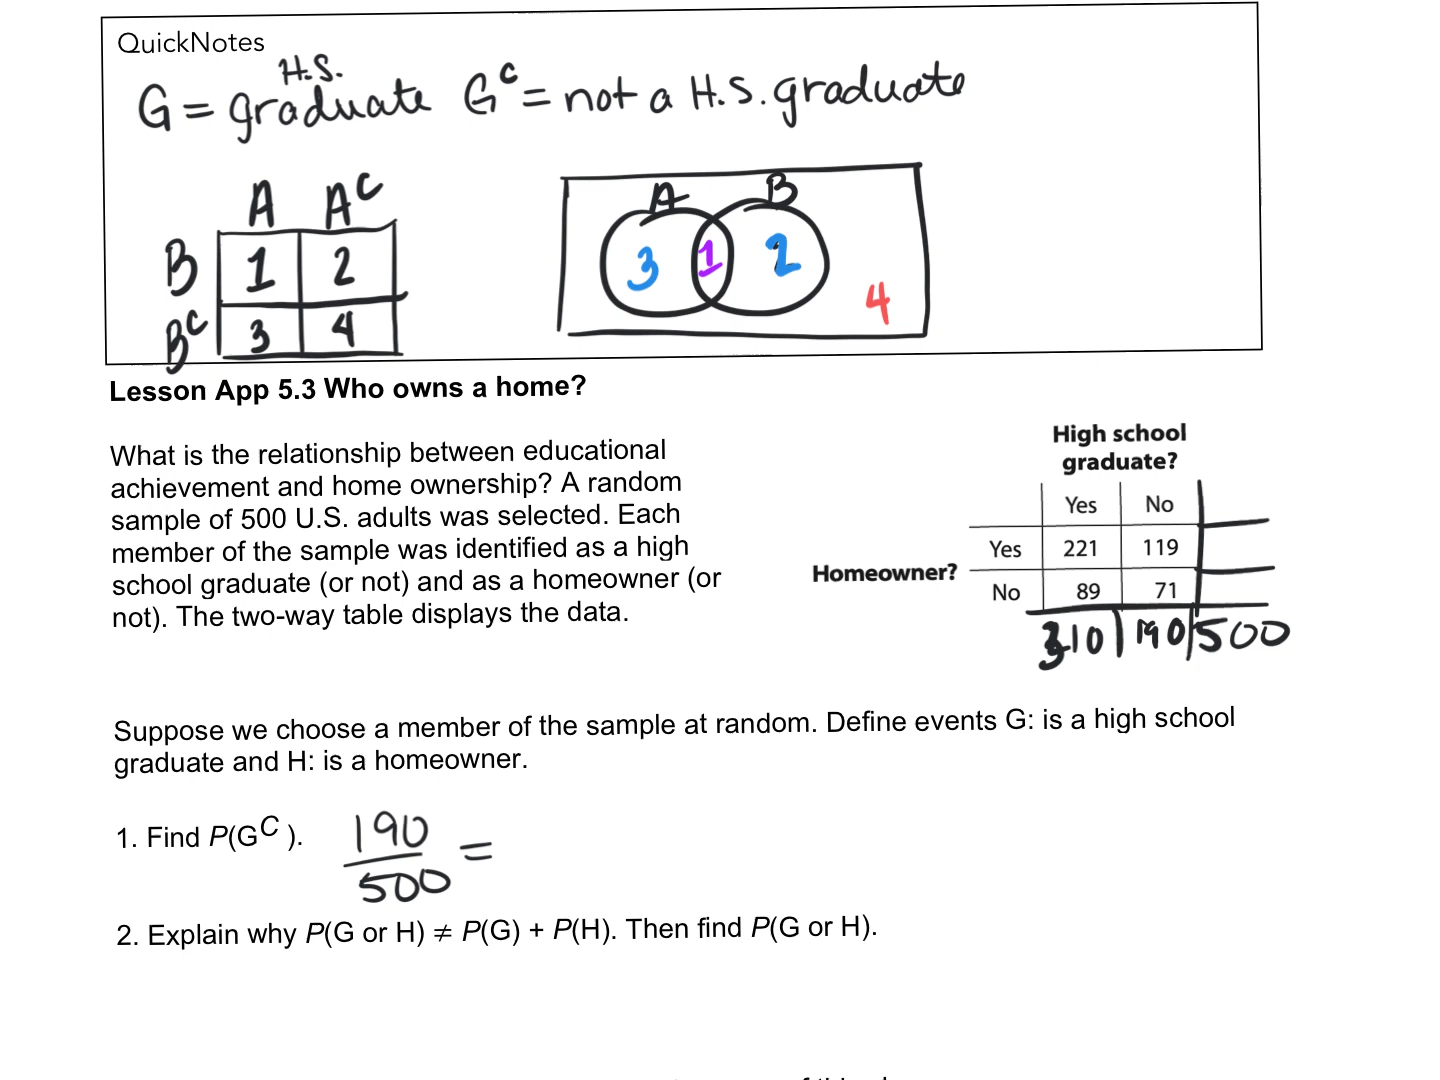 QuickNotes
H.S.
G = graduate G^c = not a H.S. graduate
A A^c
B 1 2
B^c 3 4
A B
3 1 2
4
Lesson App 5.3 Who owns a home?
What is the relationship between educational
achievement and home ownership? A random
sample of 500 U.S. adults was selected. Each
member of the sample was identified as a high
school graduate (or not) and as a homeowner (or
not). The two-way table displays the data.
High school
graduate?
Yes No
Homeowner?
Yes 221 119
No 89 71
310 190 500
Suppose we choose a member of the sample at random. Define events G: is a high school
graduate and H: is a homeowner.
1. Find P(G^C ). 190/500 =
2. Explain why P(G or H) ≠ P(G) + P(H). Then find P(G or H).